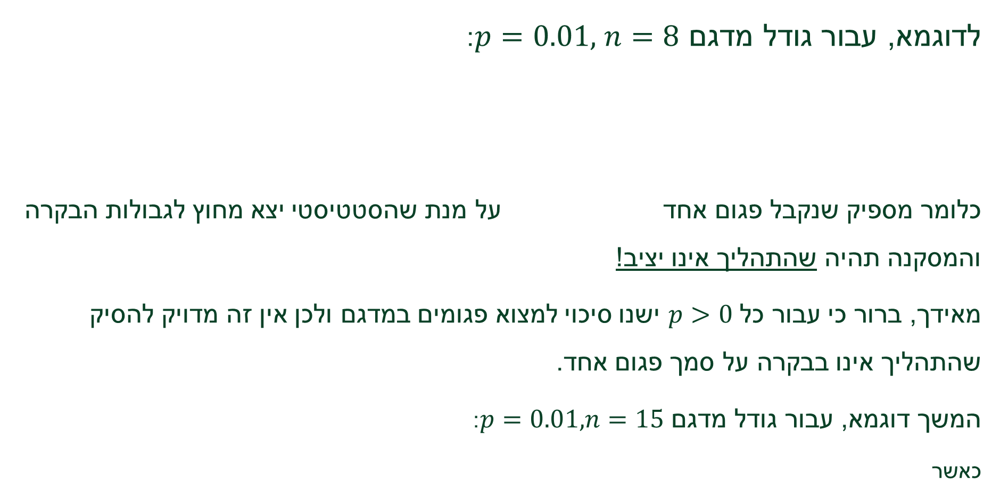 לדוגמא, עבור גודל מדגם p = 0.01, n = 8:
כלומר מספיק שנקבל פגום אחד על מנת שהסטטיסטי יצא מחוץ לגבולות הבקרה
והמסקנה תהיה שהתהליך אינו יציב!
מאידך, ברור כי עבור כל p > 0 ישנו סיכוי למצוא פגומים במדגם ולכן אין זה מדויק להסיק
שהתהליך אינו בבקרה על סמך פגום אחד.
המשך דוגמא, עבור גודל מדגם p = 0.01,n = 15:
כאשר